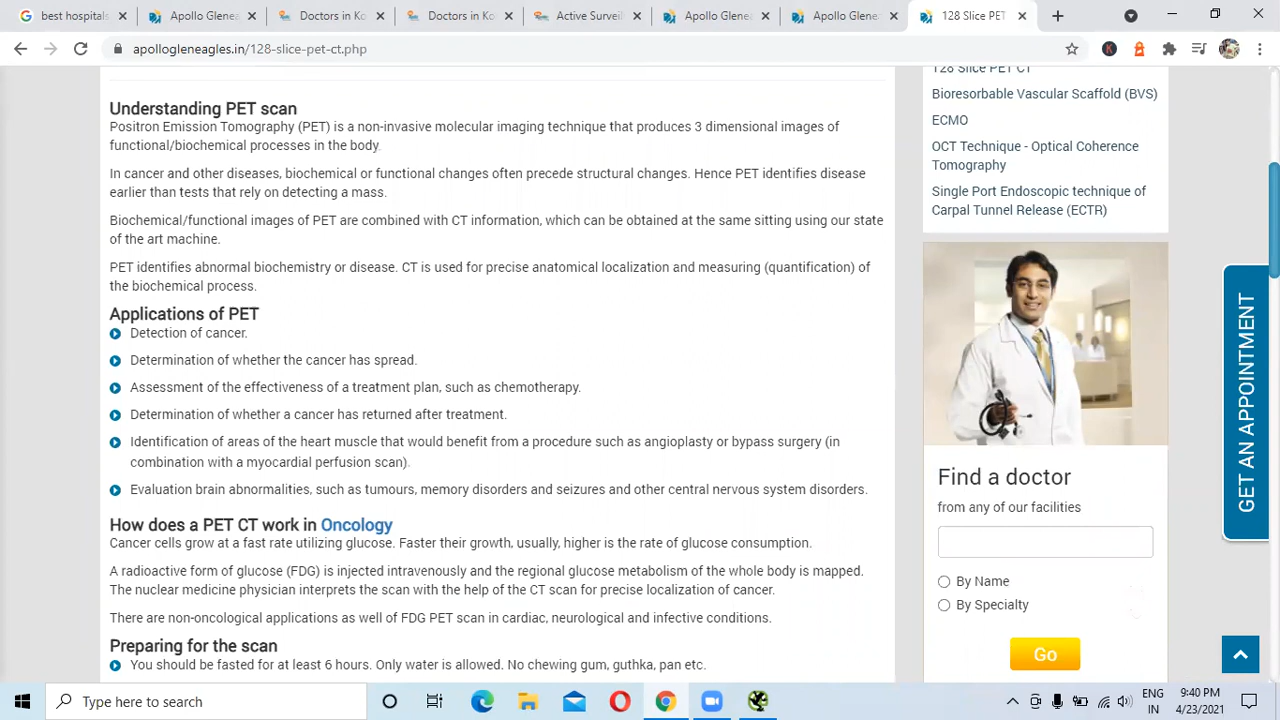 best hospitals
Apollo Glene
Doctors in Ko
Doctors in Ko
Active Surveil
Apollo Glene
Apollo Glene
128 Slice PET
apollogleneagles.in/128-slice-pet-ct.php
Understanding PET scan
Positron Emission Tomography (PET) is a non-invasive molecular imaging technique that produces 3 dimensional images of
functional/biochemical processes in the body.
In cancer and other diseases, biochemical or functional changes often precede structural changes. Hence PET identifies disease
earlier than tests that rely on detecting a mass.
Biochemical/functional images of PET are combined with CT information, which can be obtained at the same sitting using our state
of the art machine.
PET identifies abnormal biochemistry or disease. CT is used for precise anatomical localization and measuring (quantification) of
the biochemical process.
Applications of PET
Detection of cancer.
Determination of whether the cancer has spread.
Assessment of the effectiveness of a treatment plan, such as chemotherapy.
Determination of whether a cancer has returned after treatment.
Identification of areas of the heart muscle that would benefit from a procedure such as angioplasty or bypass surgery (in
combination with a myocardial perfusion scan).
Evaluation brain abnormalities, such as tumours, memory disorders and seizures and other central nervous system disorders.
How does a PET CT work in Oncology
Cancer cells grow at a fast rate utilizing glucose. Faster their growth, usually, higher is the rate of glucose consumption.
A radioactive form of glucose (FDG) is injected intravenously and the regional glucose metabolism of the whole body is mapped.
The nuclear medicine physician interprets the scan with the help of the CT scan for precise localization of cancer.
There are non-oncological applications as well of FDG PET scan in cardiac, neurological and infective conditions.
Preparing for the scan
You should be fasted for at least 6 hours. Only water is allowed. No chewing gum, guthka, pan etc.
128 Slice PET CT
Bioresorbable Vascular Scaffold (BVS)
ECMO
OCT Technique - Optical Coherence
Tomography
Single Port Endoscopic technique of
Carpal Tunnel Release (ECTR)
Find a doctor
from any of our facilities
By Name
By Specialty
Go
GET AN APPOINTMENT
Type here to search
ENG
IN
9:40 PM
4/23/2021